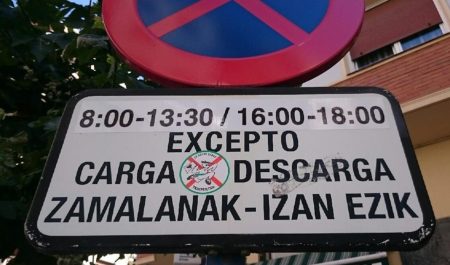 8:00-13:30 / 16:00-18:00
EXCEPTO
CARGA DESCARGA
ZAMALANAK-IZAN EZIK